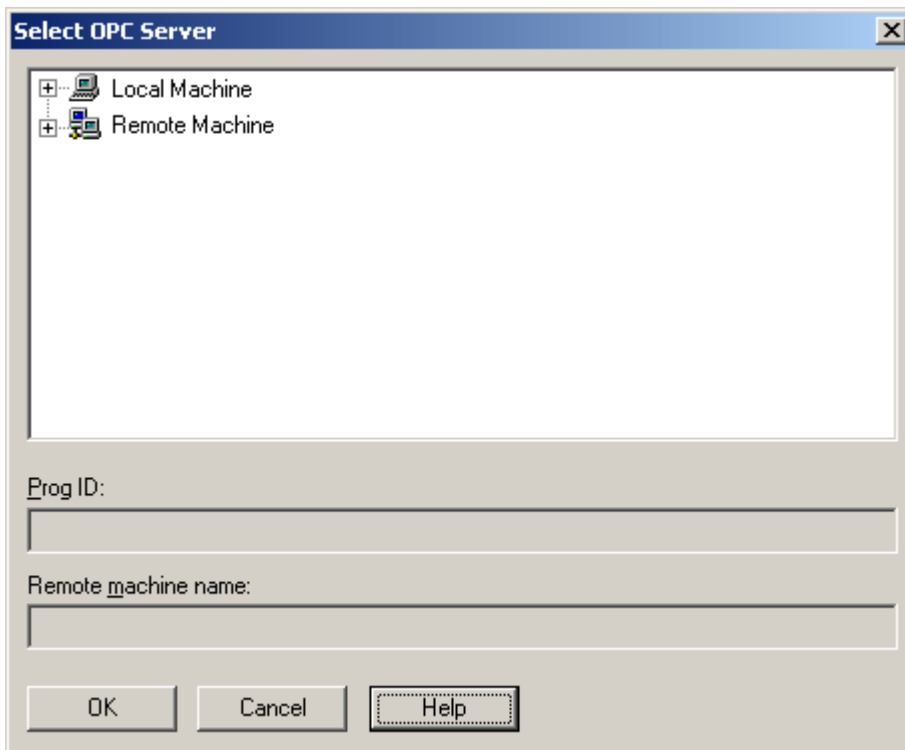 Select OPC Server
Local Machine
Remote Machine
Prog ID:
Remote machine name:
OK Cancel Help